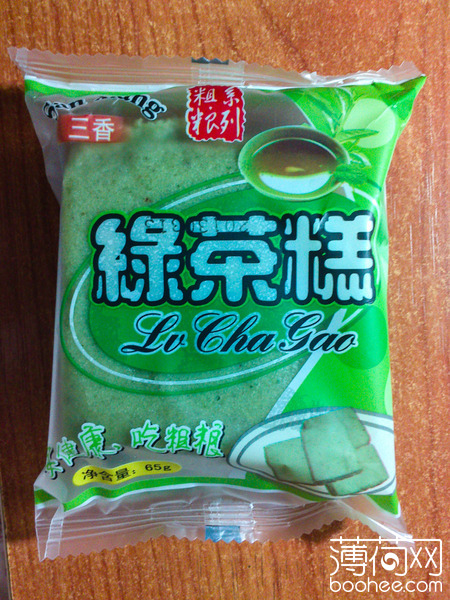 三香
粗粮
系列
綠茶糕
Lv Cha Gao
健康, 吃粗粮
净含量: 65g
薄荷网
boohee.com